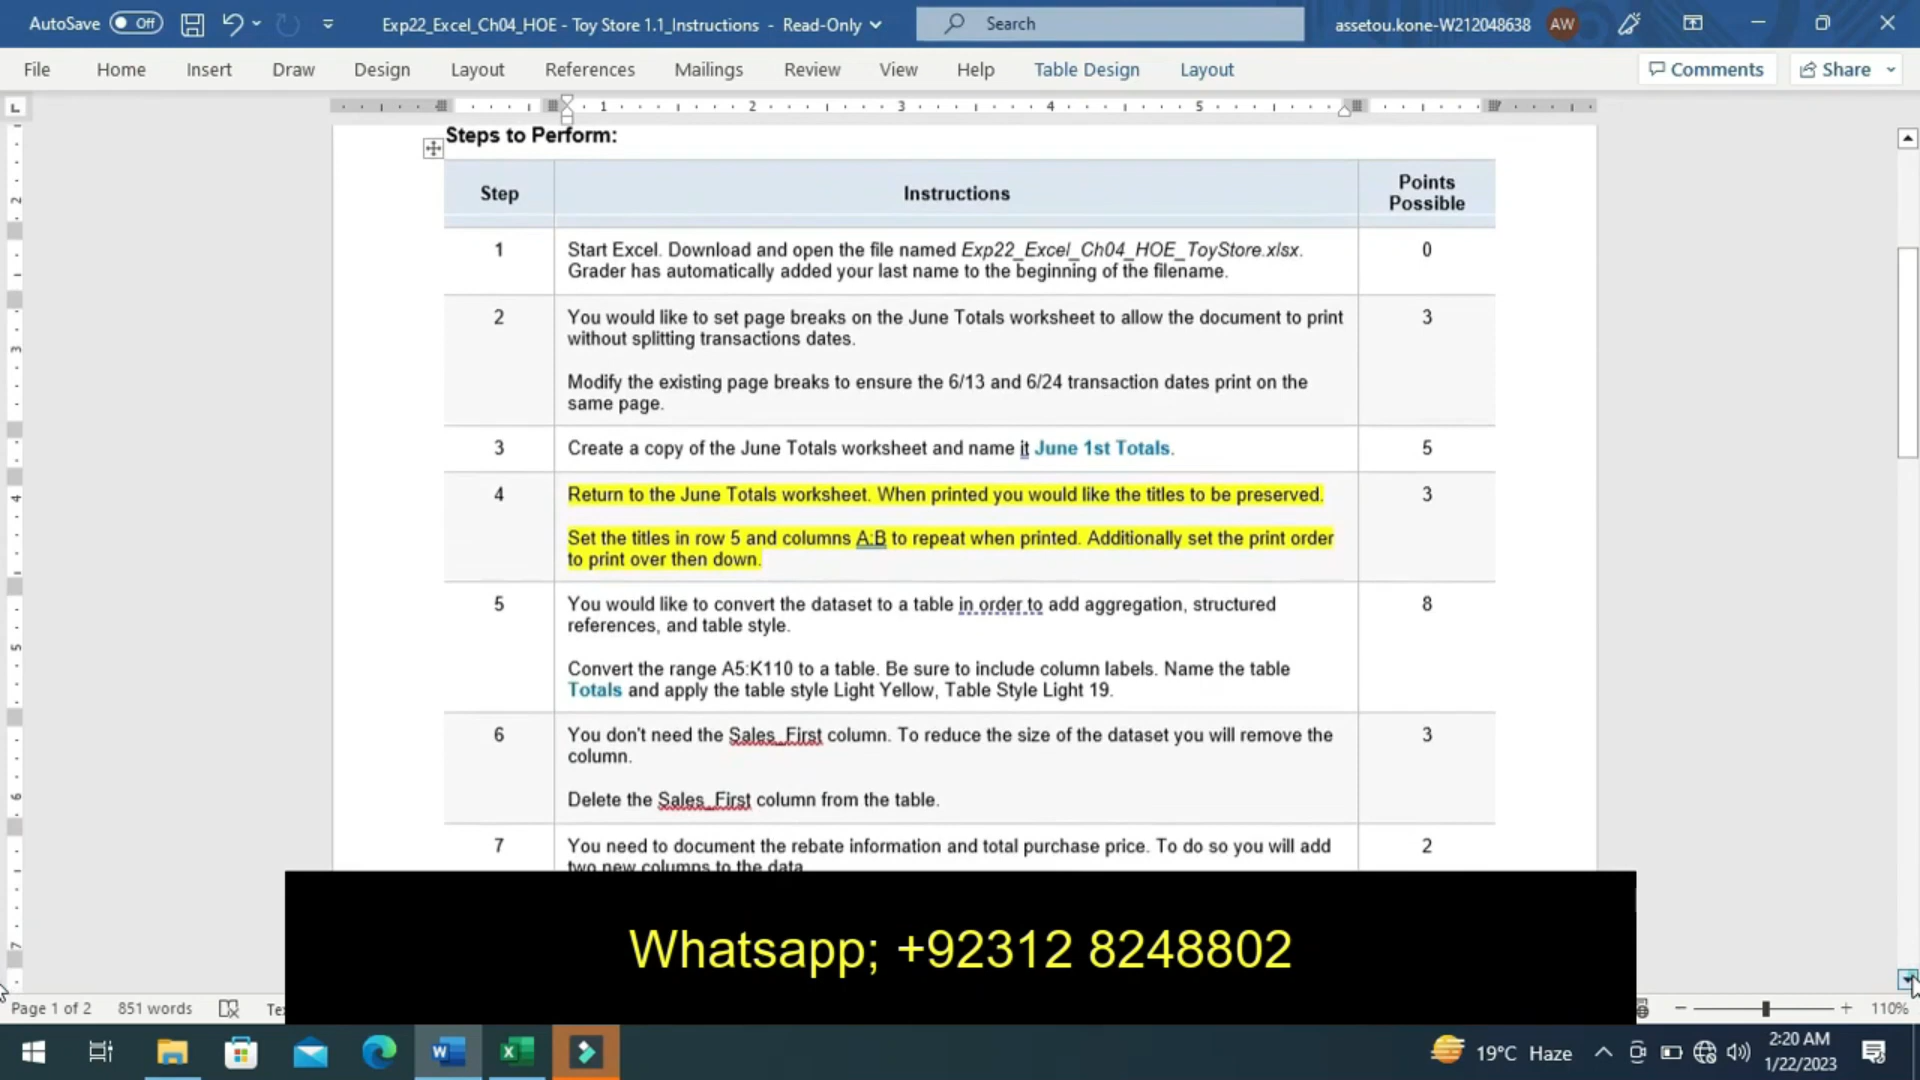 AutoSave Off Exp22_Excel_Ch04_HOE - Toy Store 1.1_Instructions - Read-Only Search assetou.kone-W212048638 AW
File Home Insert Draw Design Layout References Mailings Review View Help Table Design Layout Comments Share
1 2 3 4 5
Steps to Perform:
Step Instructions Points Possible
1 Start Excel. Download and open the file named Exp22_Excel_Ch04_HOE_ToyStore.xlsx. 0
Grader has automatically added your last name to the beginning of the filename.
2 You would like to set page breaks on the June Totals worksheet to allow the document to print 3
without splitting transactions dates.
Modify the existing page breaks to ensure the 6/13 and 6/24 transaction dates print on the
same page.
3 Create a copy of the June Totals worksheet and name it June 1st Totals. 5
4 Return to the June Totals worksheet. When printed you would like the titles to be preserved. 3
Set the titles in row 5 and columns A:B to repeat when printed. Additionally set the print order
to print over then down.
5 You would like to convert the dataset to a table in order to add aggregation, structured 8
references, and table style.
Convert the range A5:K110 to a table. Be sure to include column labels. Name the table
Totals and apply the table style Light Yellow, Table Style Light 19.
6 You don't need the Sales_First column. To reduce the size of the dataset you will remove the 3
column.
Delete the Sales_First column from the table.
7 You need to document the rebate information and total purchase price. To do so you will add 2
two new columns to the data
Whatsapp; +92312 8248802
Page 1 of 2 851 words 110%
19°C Haze 2:20 AM
1/22/2023